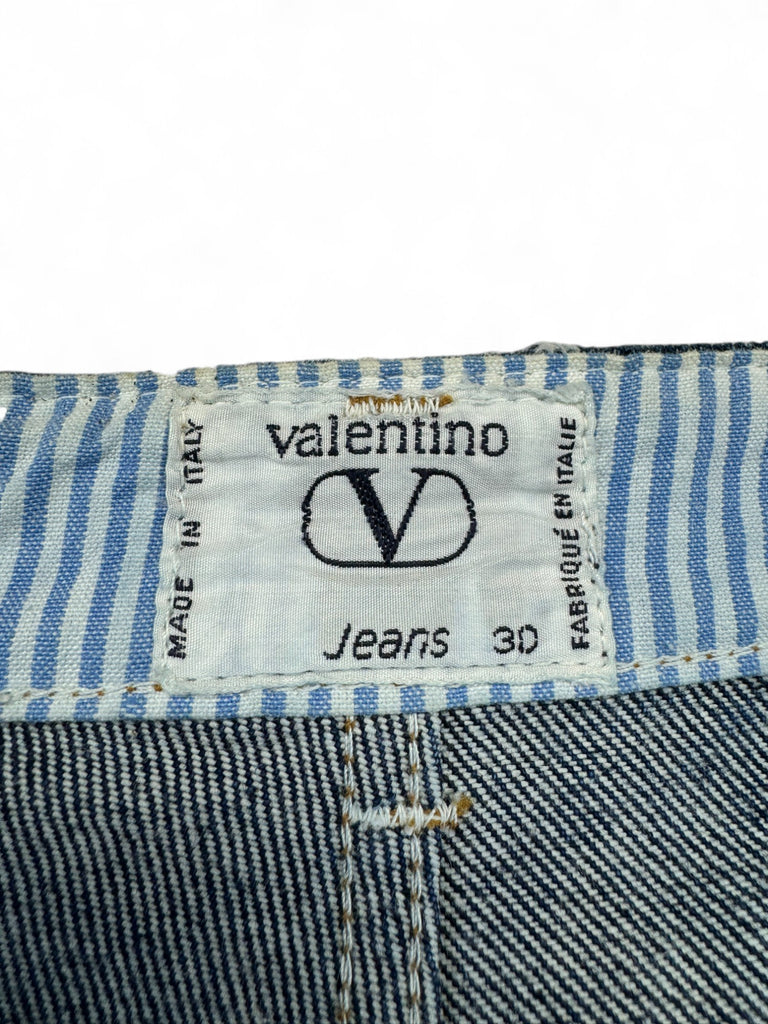 valentino
V
Jeans 30
MADE IN ITALY
FABRIQUÉ EN ITALIE